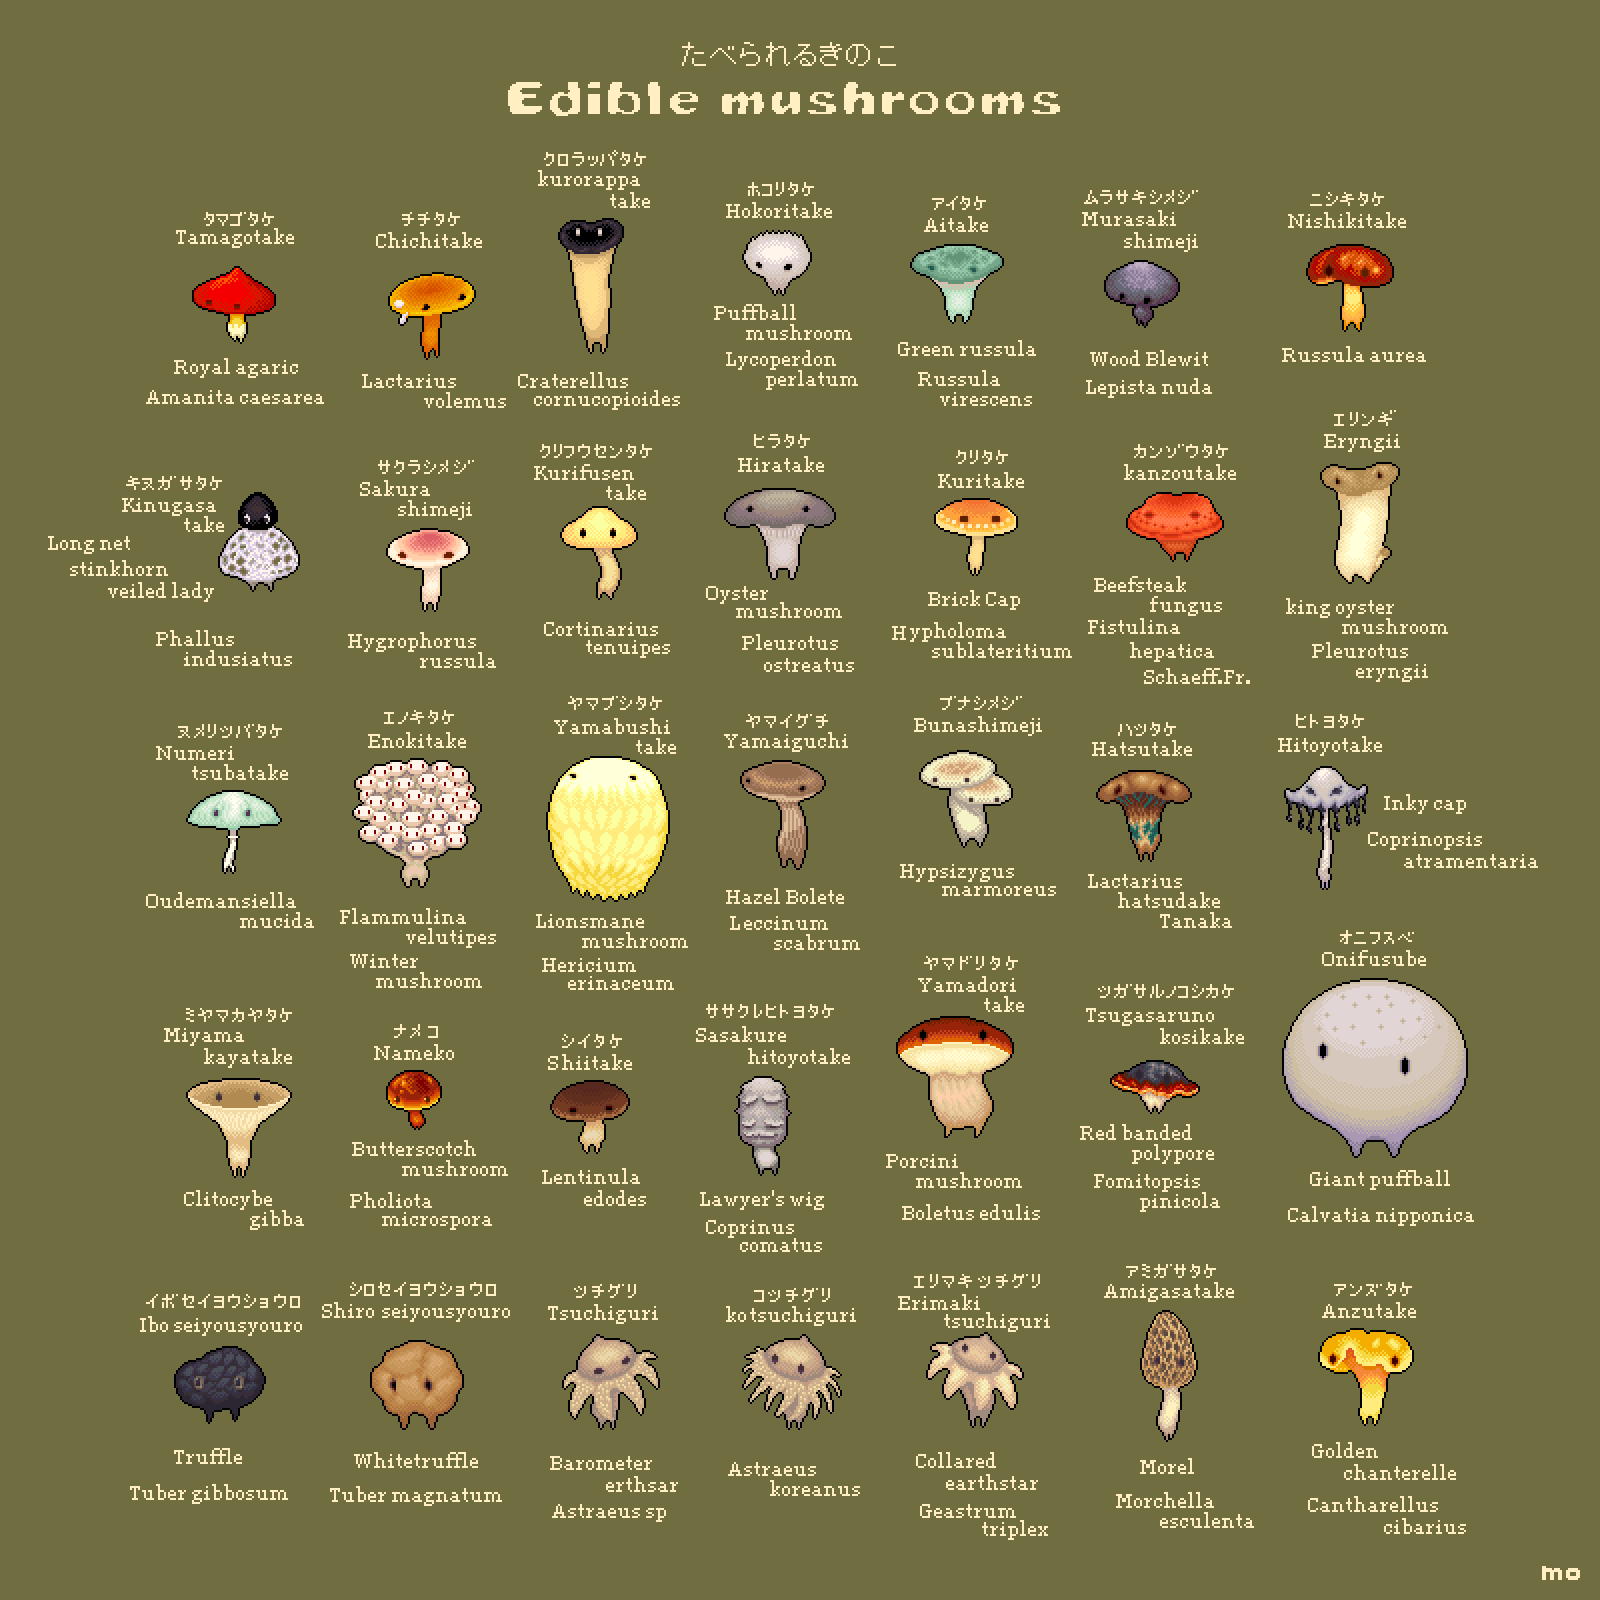 たべられるきのこ
Edible mushrooms
タマゴタケ
Tamagotake
Royal agaric
Amanita caesarea
チチタケ
Chichitake
Lactarius
volemus
クロラッパタケ
kurorappa
take
Craterellus
cornucopioides
ホコリタケ
Hokoritake
Puffball
mushroom
Lycoperdon
perlatum
アイタケ
Aitake
Green russula
Russula
virescens
ムラサキシメジ
Murasaki
shimeji
Wood Blewit
Lepista nuda
ニシキタケ
Nishikitake
Russula aurea
キヌガサタケ
Kinugasa
take
Long net
stinkhorn
veiled lady
Phallus
indusiatus
サクラシメジ
Sakura
shimeji
Hygrophorus
russula
クリフウセンタケ
Kurifusen
take
Cortinarius
tenuipes
ヒラタケ
Hiratake
Oyster
mushroom
Pleurotus
ostreatus
クリタケ
Kuritake
Brick Cap
Hypholoma
sublateritium
カンゾウタケ
kanzoutake
Beefsteak
fungus
Fistulina
hepatica
Schaeff.Fr.
エリンギ
Eryngii
king oyster
mushroom
Pleurotus
eryngii
ヌメリツバタケ
Numeri
tsubatake
Oudemansiella
mucida
エノキタケ
Enokitake
Flammulina
velutipes
Winter
mushroom
ヤマブシタケ
Yamabushi
take
Lionsmane
mushroom
Hericium
erinaceum
ヤマイグチ
Yamaiguchi
Hazel Bolete
Leccinum
scabrum
ブナシメジ
Bunashimeji
Hypsizygus
marmoreus
ハツタケ
Hatsutake
Lactarius
hatsudake
Tanaka
ヒトヨタケ
Hitoyotake
Inky cap
Coprinopsis
atramentaria
ミヤマカヤタケ
Miyama
kayatake
Clitocybe
gibba
ナメコ
Nameko
Butterscotch
mushroom
Pholiota
microspora
シイタケ
Shiitake
Lentinula
edodes
ササクレヒトヨタケ
Sasakure
hitoyotake
Lawyer's wig
Coprinus
comatus
ヤマドリタケ
Yamadori
take
Porcini
mushroom
Boletus edulis
ツガサルノコシカケ
Tsugasaruno
kosikake
Red banded
polypore
Fomitopsis
pinicola
オニフスベ
Onifusube
Giant puffball
Calvatia nipponica
イボセイヨウショウロ
Ibo seiyousyouro
Truffle
Tuber gibbosum
シロセイヨウショウロ
Shiro seiyousyouro
Whitetruffle
Tuber magnatum
ツチグリ
Tsuchiguri
Barometer
erthsar
Astraeus sp
コツチグリ
kotsuchiguri
Astraeus
koreanus
エリマキツチグリ
Erimaki
tsuchiguri
Collared
earthstar
Geastrum
triplex
アミガサタケ
Amigasatake
Morel
Morchella
esculenta
アンズタケ
Anzutake
Golden
chanterelle
Cantharellus
cibarius
mo